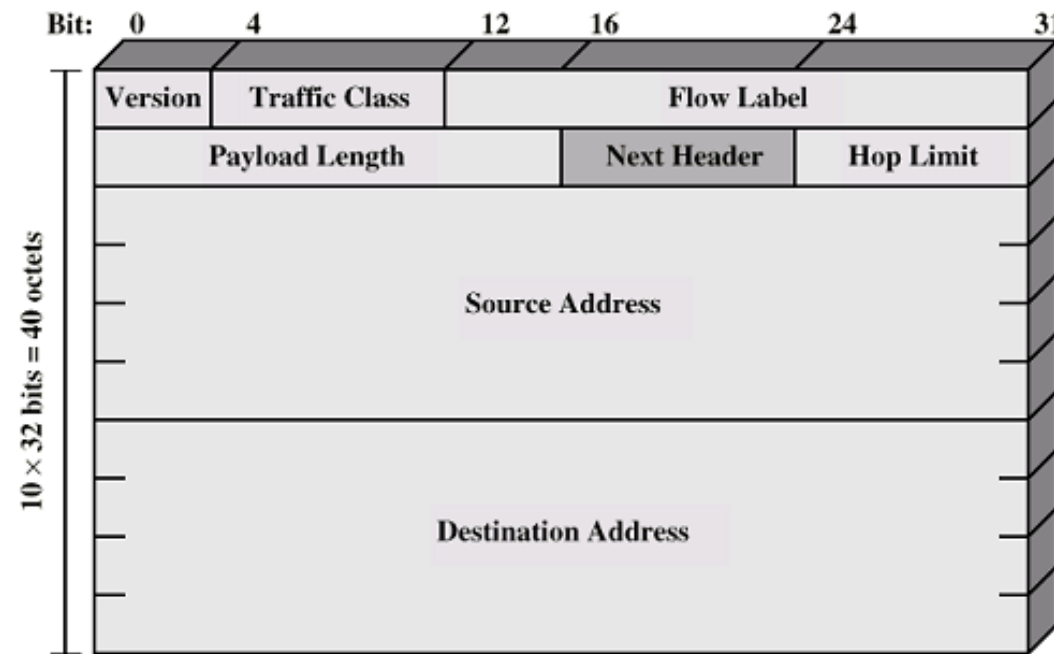 Bit: 0 4 12 16 24 31
Version Traffic Class Flow Label
Payload Length Next Header Hop Limit
Source Address
Destination Address
10 × 32 bits = 40 octets